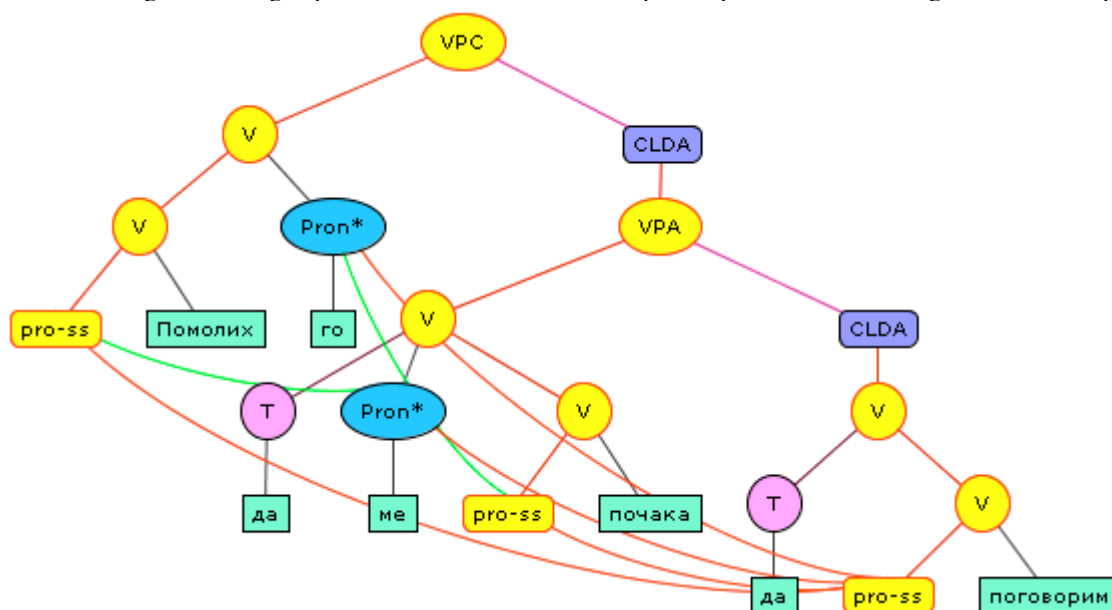 VPC
V
CLDA
V
Pron*
VPA
pro-ss
Помолих
го
V
CLDA
T
Pron*
V
V
да
ме
pro-ss
почака
T
V
да
pro-ss
поговорим